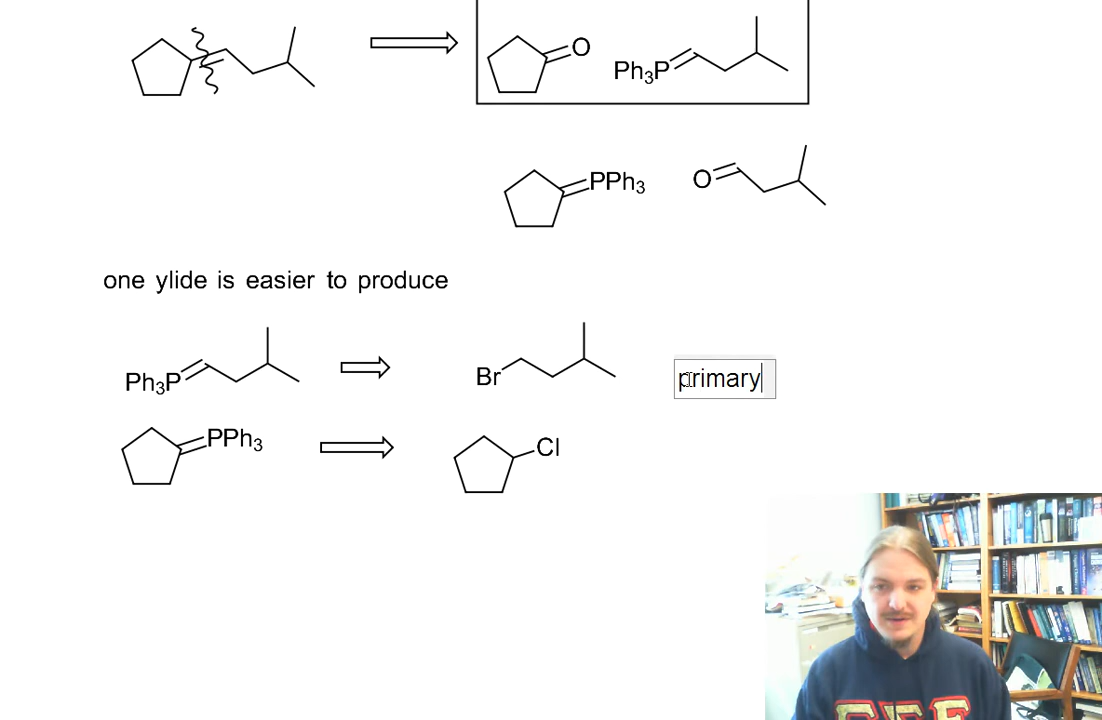 O
Ph3P
PPh3
O
one ylide is easier to produce
Ph3P
Br
primary
PPh3
Cl